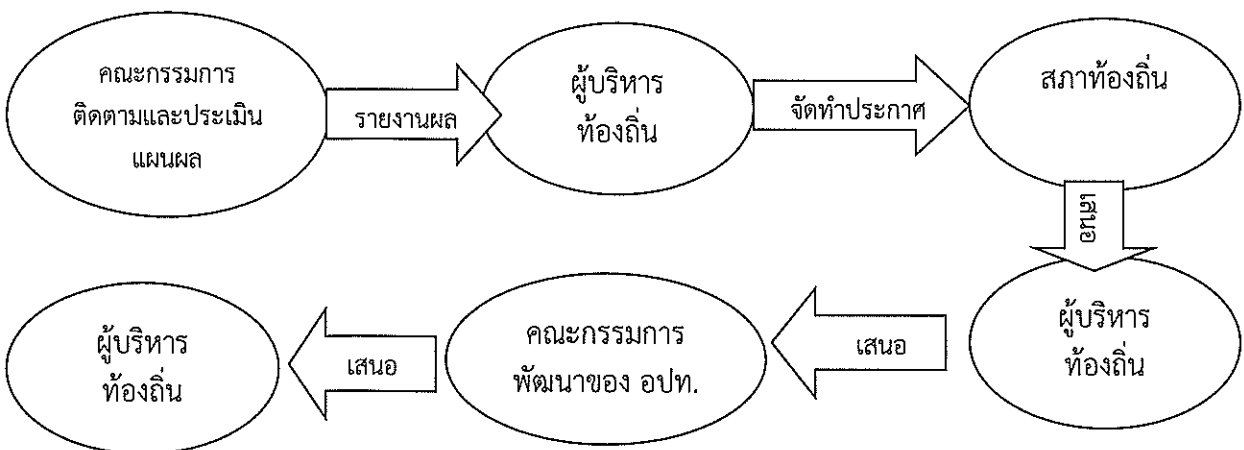 คณะกรรมการ
ติดตามและประเมิน
แผนผล
รายงานผล
ผู้บริหาร
ท้องถิ่น
จัดทำประกาศ
สภาท้องถิ่น
เสนอ
ผู้บริหาร
ท้องถิ่น
เสนอ
คณะกรรมการ
พัฒนาของ อปท.
เสนอ
ผู้บริหาร
ท้องถิ่น